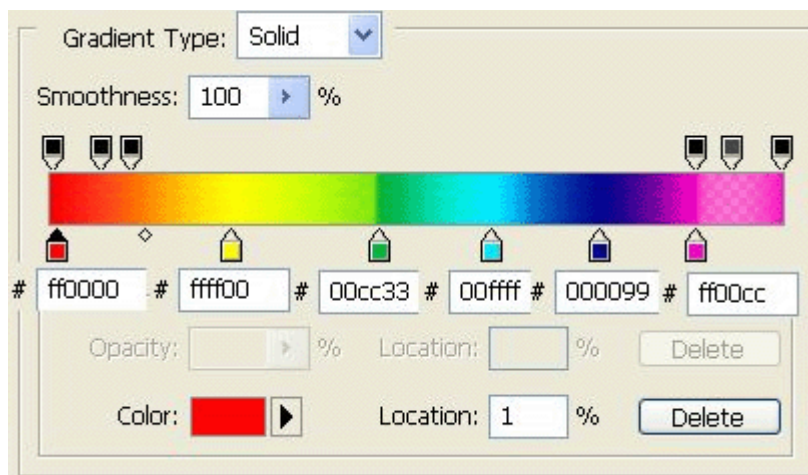 Gradient Type: Solid
Smoothness: 100 %
# ff0000 # ffff00 # 00cc33 # 00ffff # 000099 # ff00cc
Opacity: % Location: % Delete
Color: Location: 1 % Delete